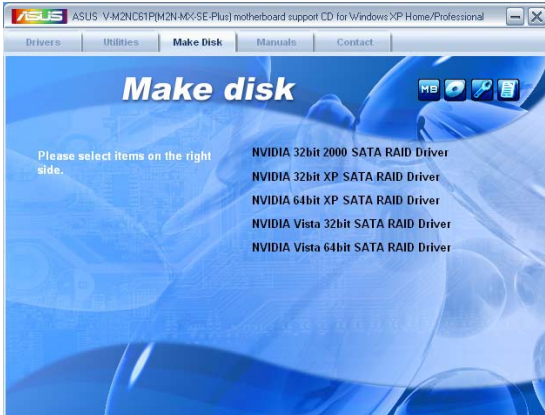 ASUS ASUS V-M2NC61P(M2N-MX-SE-Plus) motherboard support CD for Windows XP Home/Professional
Drivers Utilities Make Disk Manuals Contact
Make disk
MB
Please select items on the right
side.
NVIDIA 32bit 2000 SATA RAID Driver
NVIDIA 32bit XP SATA RAID Driver
NVIDIA 64bit XP SATA RAID Driver
NVIDIA Vista 32bit SATA RAID Driver
NVIDIA Vista 64bit SATA RAID Driver